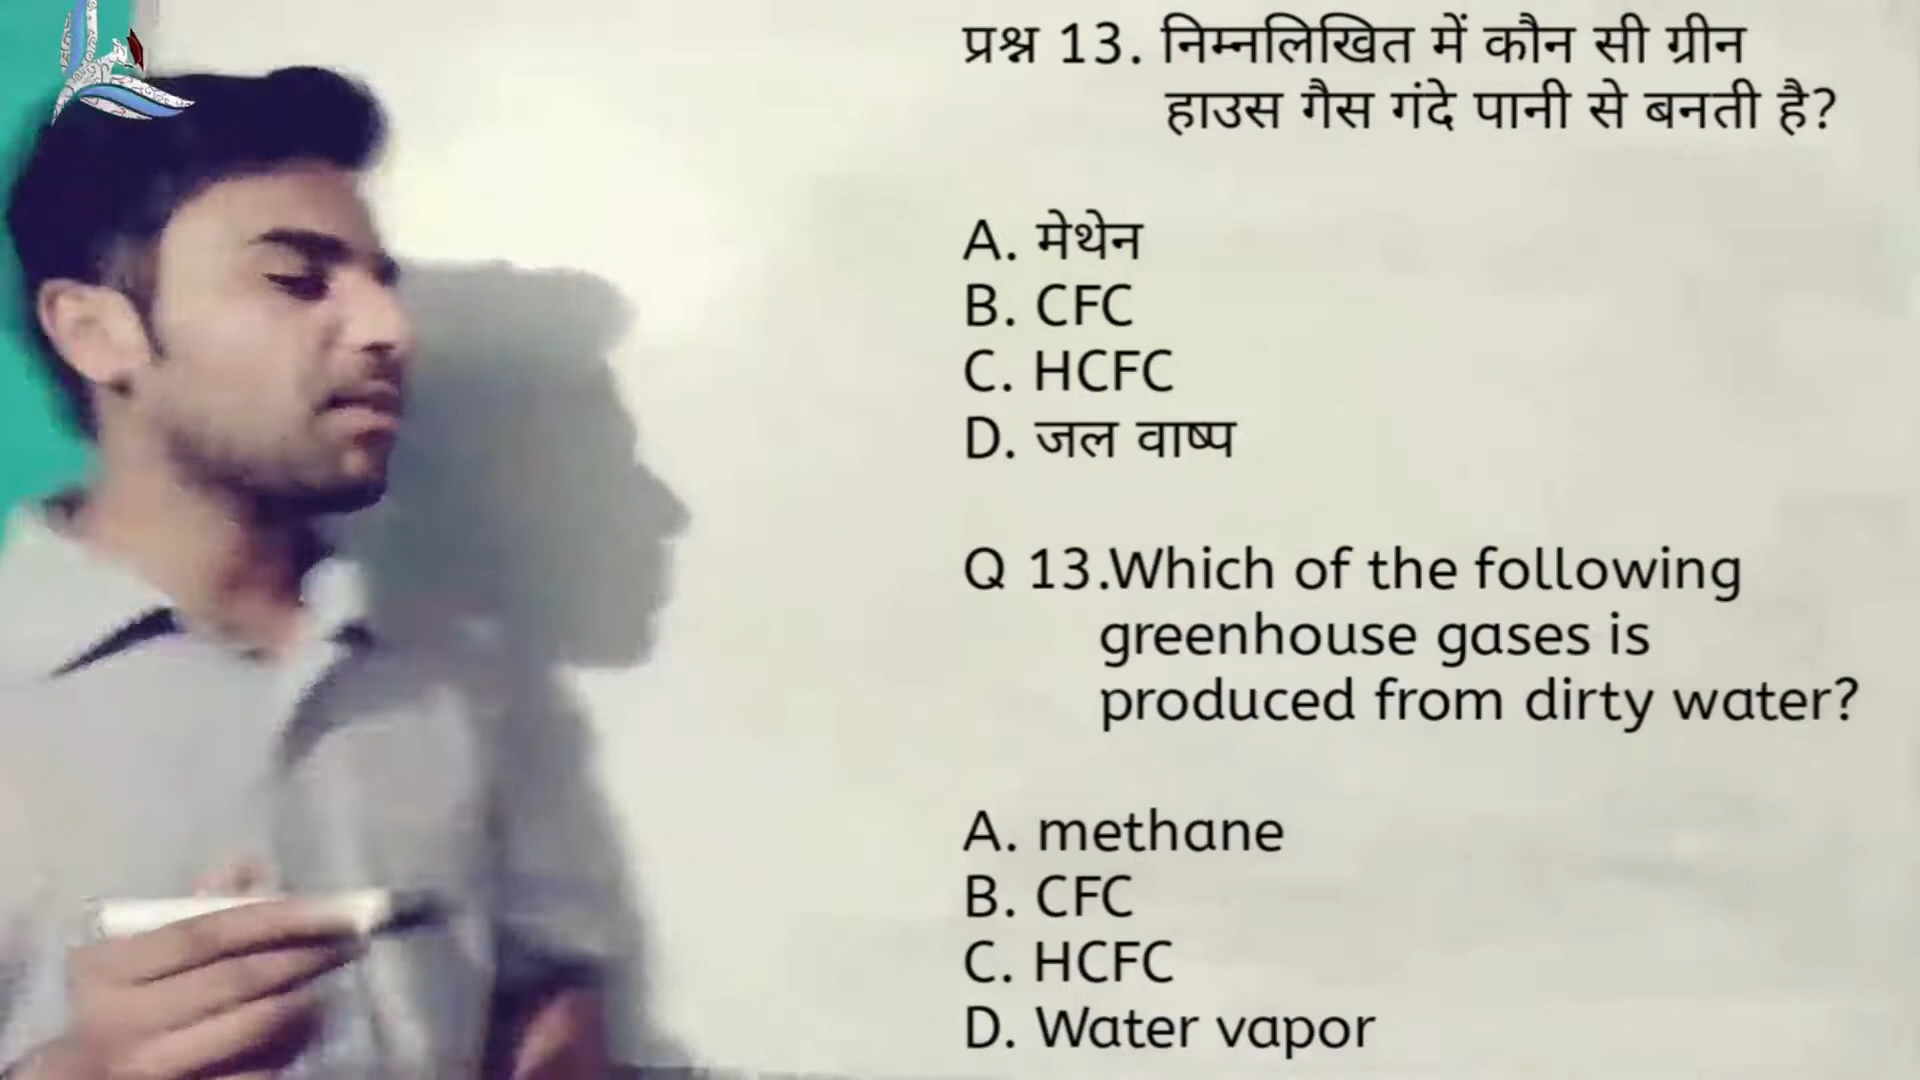 प्रश्न 13. निम्नलिखित में कौन सी ग्रीन
हाउस गैस गंदे पानी से बनती है?
A. मेथेन
B. CFC
C. HCFC
D. जल वाष्प
Q 13.Which of the following
greenhouse gases is
produced from dirty water?
A. methane
B. CFC
C. HCFC
D. Water vapor